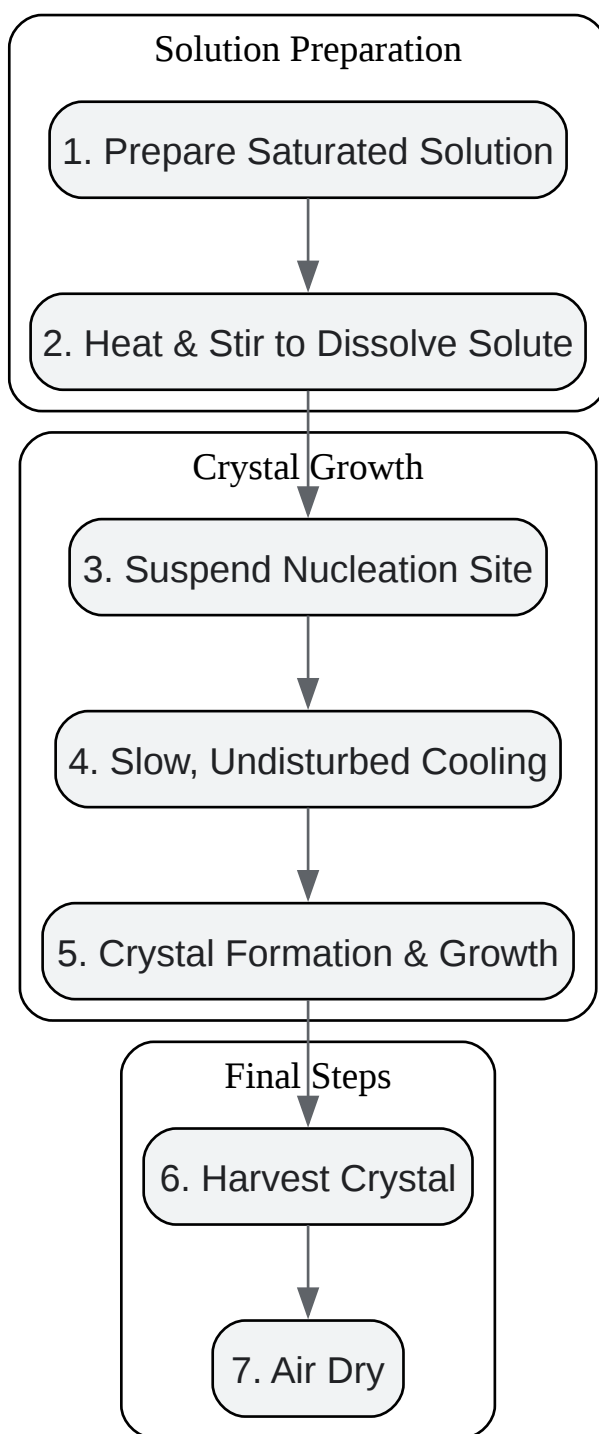 Solution Preparation
1. Prepare Saturated Solution
2. Heat & Stir to Dissolve Solute
Crystal Growth
3. Suspend Nucleation Site
4. Slow, Undisturbed Cooling
5. Crystal Formation & Growth
Final Steps
6. Harvest Crystal
7. Air Dry